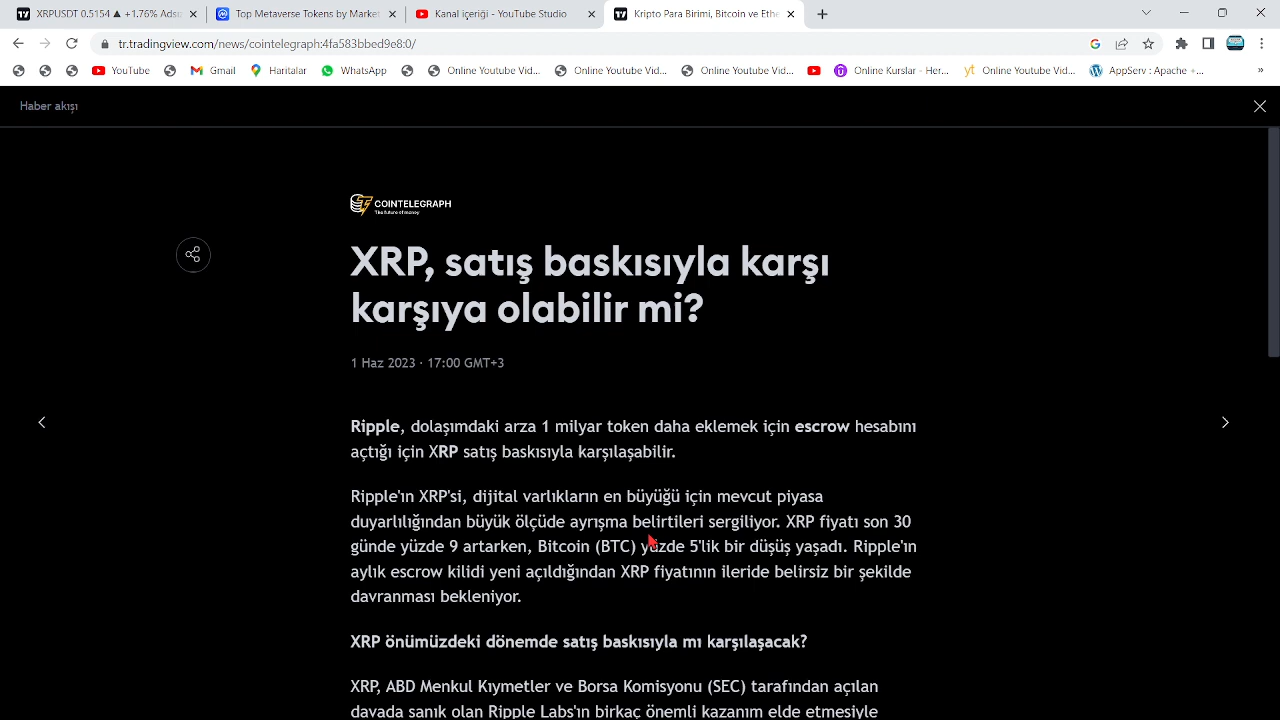 XRPUSDT 0.5154 ▲ +1.76%
Top Metaverse Tokens by Market
Kanal içeriği - YouTube Studio
Kripto Para Birimi, Bitcoin ve Ethe
tr.tradingview.com/news/cointelegraph:4fa583bbed9e8:0/
YouTube
Gmail
Haritalar
WhatsApp
Online Youtube Vid...
Online Youtube Vid...
Online Youtube Vid...
Online Kurslar - Her...
Online Youtube Vid...
AppServ : Apache +...
»
Haber akışı
COINTELEGRAPH
The future of money
XRP, satış baskısıyla karşı
karşıya olabilir mi?
1 Haz 2023 · 17:00 GMT+3
Ripple, dolaşımdaki arza 1 milyar token daha eklemek için escrow hesabını
açtığı için XRP satış baskısıyla karşılaşabilir.
Ripple'ın XRP'si, dijital varlıkların en büyüğü için mevcut piyasa
duyarlılığından büyük ölçüde ayrışma belirtileri sergiliyor. XRP fiyatı son 30
günde yüzde 9 artarken, Bitcoin (BTC) yüzde 5'lik bir düşüş yaşadı. Ripple'ın
aylık escrow kilidi yeni açıldığından XRP fiyatının ileride belirsiz bir şekilde
davranması bekleniyor.
XRP önümüzdeki dönemde satış baskısıyla mı karşılaşacak?
XRP, ABD Menkul Kıymetler ve Borsa Komisyonu (SEC) tarafından açılan
davada sanık olan Ripple Labs'ın birkaç önemli kazanım elde etmesiyle